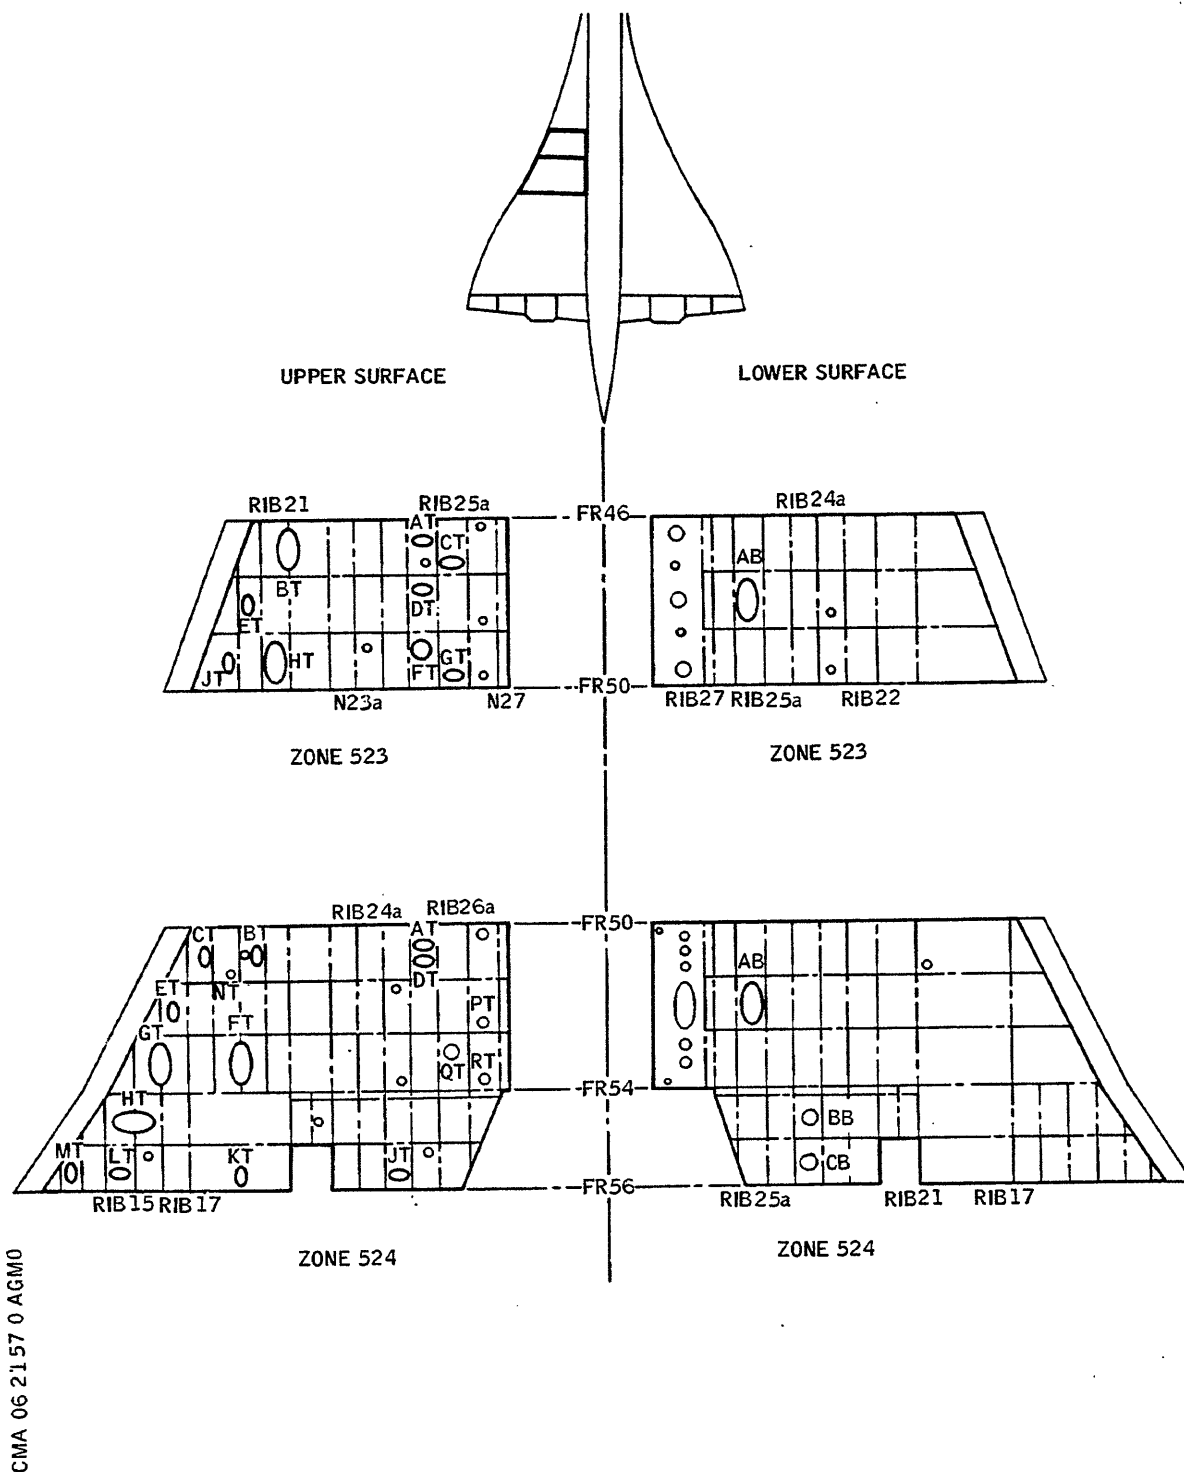 UPPER SURFACE
LOWER SURFACE
RIB21
RIB25a
RIB24a
FR46
AT
CT
AB
BT
DT
ET
HT
FT
GT
JT
FR50
N23a
N27
RIB27
RIB25a
RIB22
ZONE 523
ZONE 523
RIB24a
RIB26a
FR50
CT
BT
AT
AB
NT
DT
ET
PT
GT
FT
QT
RT
FR54
HT
BB
MT
LT
KT
JT
CB
FR56
RIB15
RIB17
RIB25a
RIB21
RIB17
ZONE 524
ZONE 524
CMA 06 2157 0 AGM0